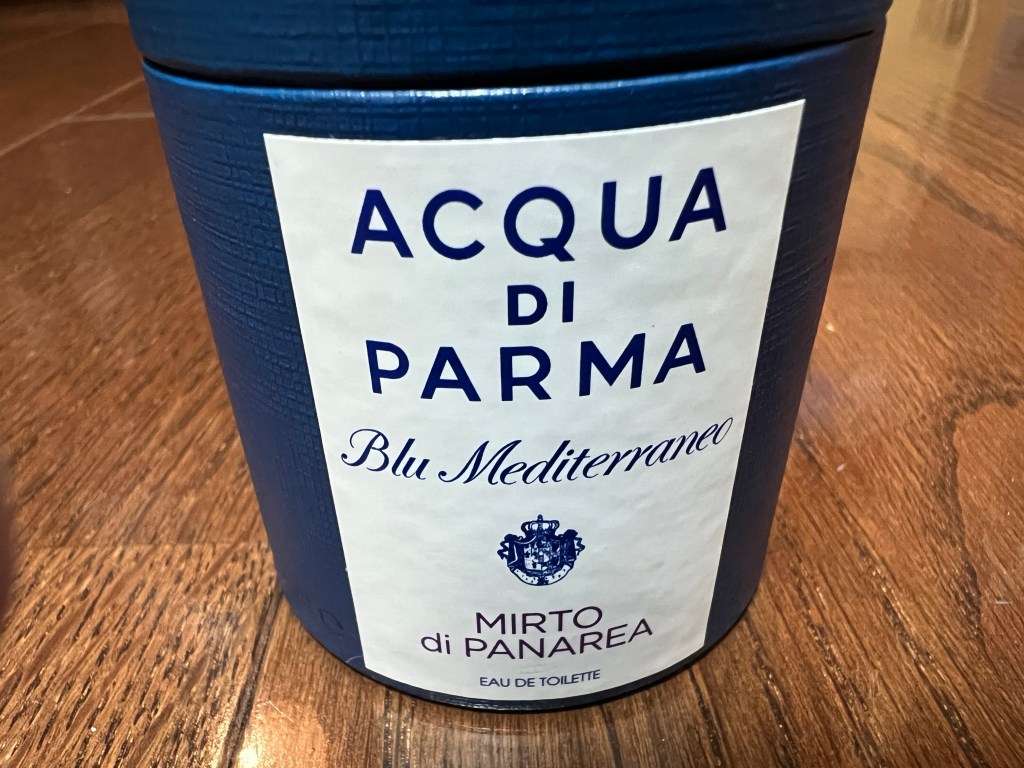 ACQUA
DI
PARMA
Blu Mediterraneo
MIRTO
di PANAREA
EAU DE TOILETTE